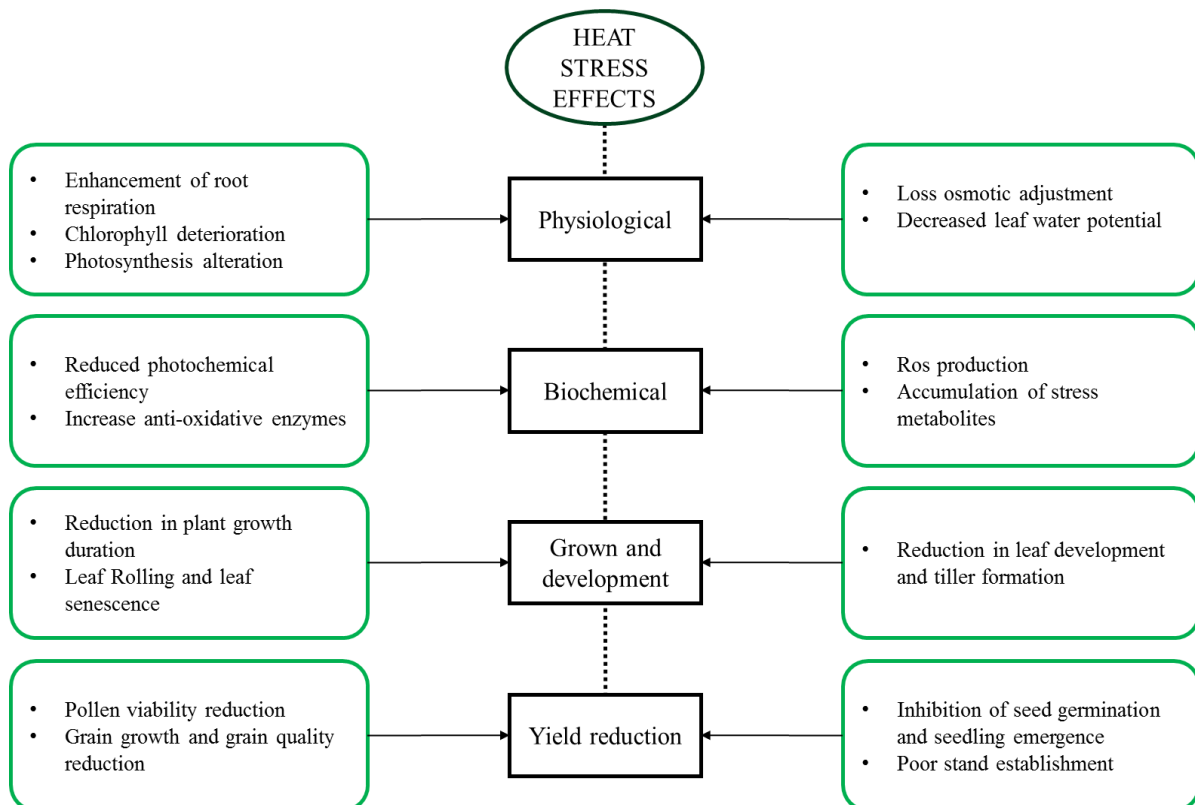 HEAT
STRESS
EFFECTS
• Enhancement of root
respiration
• Chlorophyll deterioration
• Photosynthesis alteration
Physiological
• Loss osmotic adjustment
• Decreased leaf water potential
• Reduced photochemical
efficiency
• Increase anti-oxidative enzymes
Biochemical
• Ros production
• Accumulation of stress
metabolites
• Reduction in plant growth
duration
• Leaf Rolling and leaf
senescence
Grown and
development
• Reduction in leaf development
and tiller formation
• Pollen viability reduction
• Grain growth and grain quality
reduction
Yield reduction
• Inhibition of seed germination
and seedling emergence
• Poor stand establishment